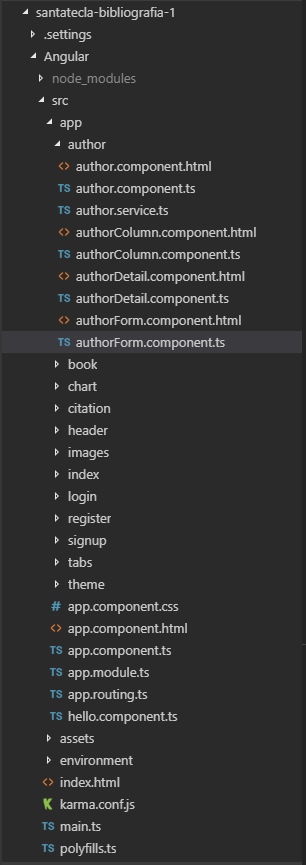 santatecla-bibliografia-1
.settings
Angular
node_modules
src
app
author
<> author.component.html
TS author.component.ts
TS author.service.ts
<> authorColumn.component.html
TS authorColumn.component.ts
<> authorDetail.component.html
TS authorDetail.component.ts
<> authorForm.component.html
TS authorForm.component.ts
book
chart
citation
header
images
index
login
register
signup
tabs
theme
# app.component.css
<> app.component.html
TS app.component.ts
TS app.module.ts
TS app.routing.ts
TS hello.component.ts
assets
environment
<> index.html
karma.conf.js
TS main.ts
TS polyfills.ts